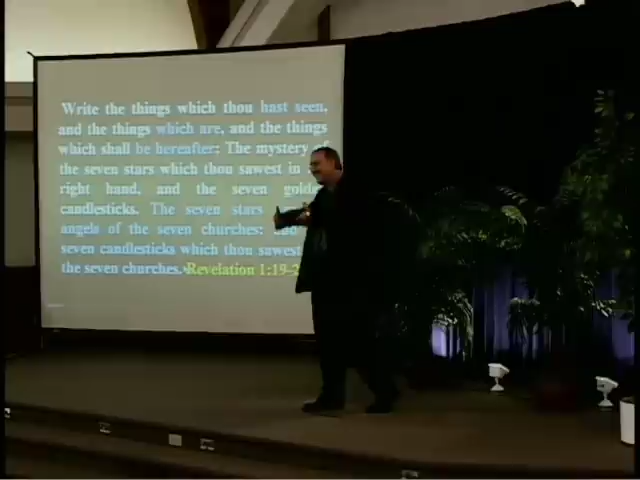 Write the things which thou hast seen,
and the things which are, and the things
which shall be hereafter; The mystery
the seven stars which thou sawest in
right hand, and the seven
candlesticks. The seven stars
angels of the seven churches:
seven candlesticks which thou sawest
the seven churches. Revelation 1:19-2